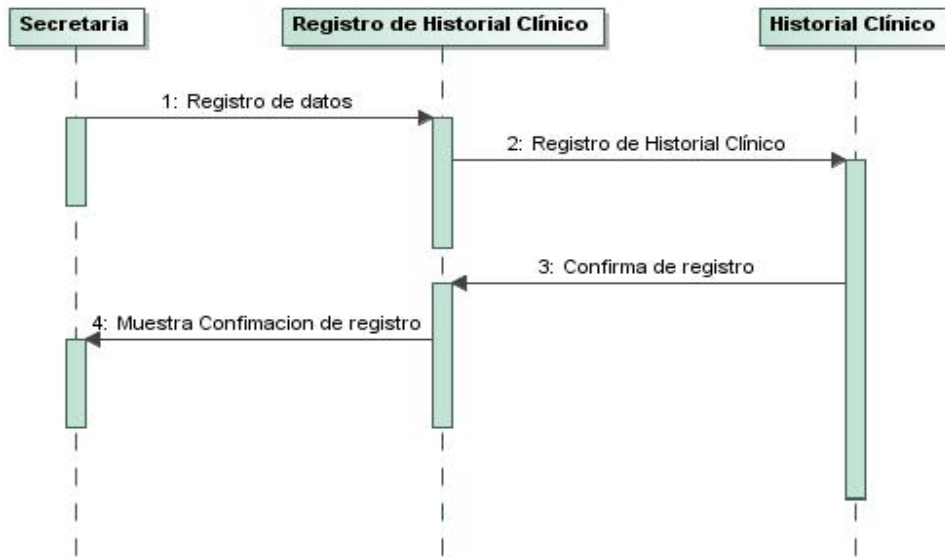 Secretaria
Registro de Historial Clínico
Historial Clínico
1: Registro de datos
2: Registro de Historial Clínico
3: Confirma de registro
4: Muestra Confimacion de registro